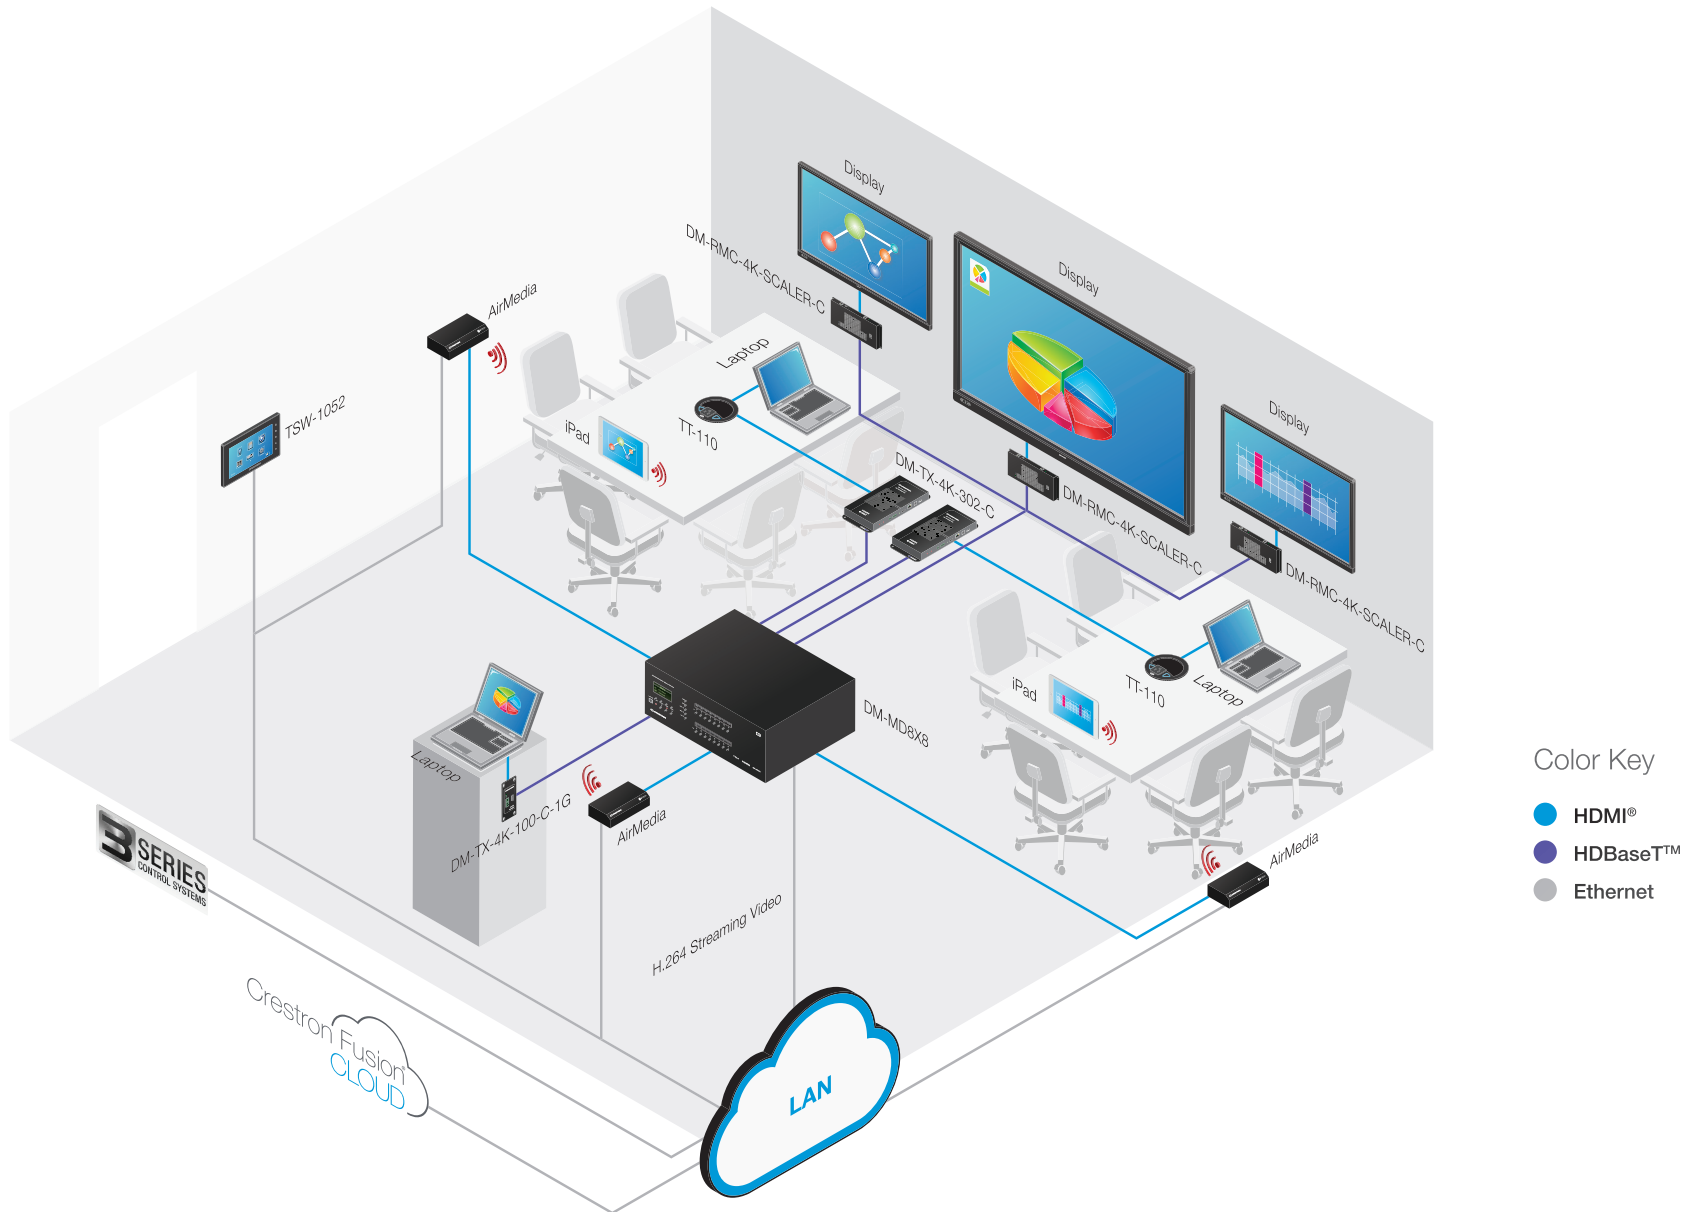 Display
DM-RMC-4K-SCALER-C
Display
AirMedia
Laptop
TSW-1052
iPad
TT-110
Display
DM-TX-4K-302-C
DM-RMC-4K-SCALER-C
DM-RMC-4K-SCALER-C
iPad
TT-110
Laptop
DM-MD8X8
Laptop
DM-TX-4K-100-C-1G
AirMedia
AirMedia
3
SERIES
CONTROL SYSTEMS
H.264 Streaming Video
Crestron Fusion®
CLOUD
LAN
Color Key
HDMI®
HDBaseT™
Ethernet